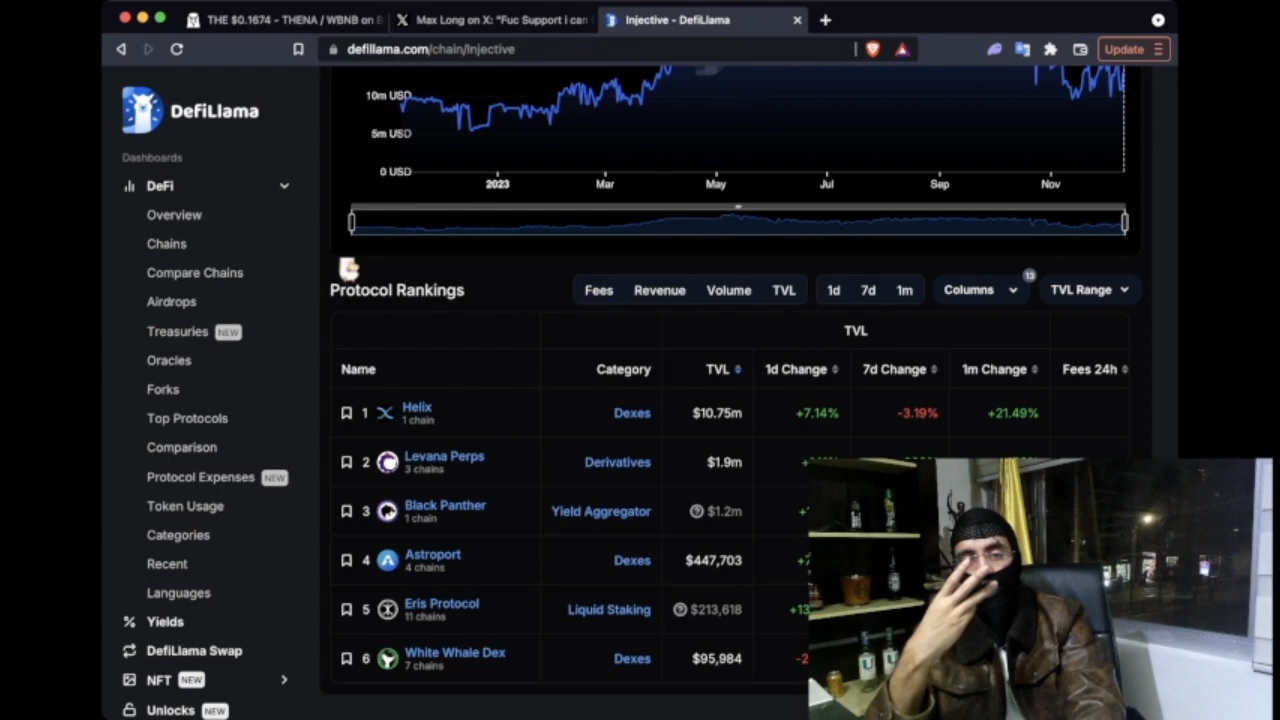 THE $0.1674 - THENA / WBNB on B
Max Long on X: "Fuc Support i can
Injective - DefiLlama
defillama.com/chain/Injective
Update
DefiLlama
Dashboards
DeFi
Overview
Chains
Compare Chains
Airdrops
Treasuries NEW
Oracles
Forks
Top Protocols
Comparison
Protocol Expenses NEW
Token Usage
Categories
Recent
Languages
Yields
DefiLlama Swap
NFT NEW
Unlocks NEW
10m USD
5m USD
0 USD
2023 Mar May Jul Sep Nov
Protocol Rankings Fees Revenue Volume TVL 1d 7d 1m Columns 13 TVL Range
TVL
Name Category TVL 1d Change 7d Change 1m Change Fees 24h
1 Helix Dexes $10.75m +7.14% -3.19% +21.49%
1 chain
2 Levana Perps Derivatives $1.9m
3 chains
3 Black Panther Yield Aggregator $1.2m
1 chain
4 Astroport Dexes $447,703
4 chains
5 Eris Protocol Liquid Staking $213,618 +13
11 chains
6 White Whale Dex Dexes $95,984 -2
7 chains